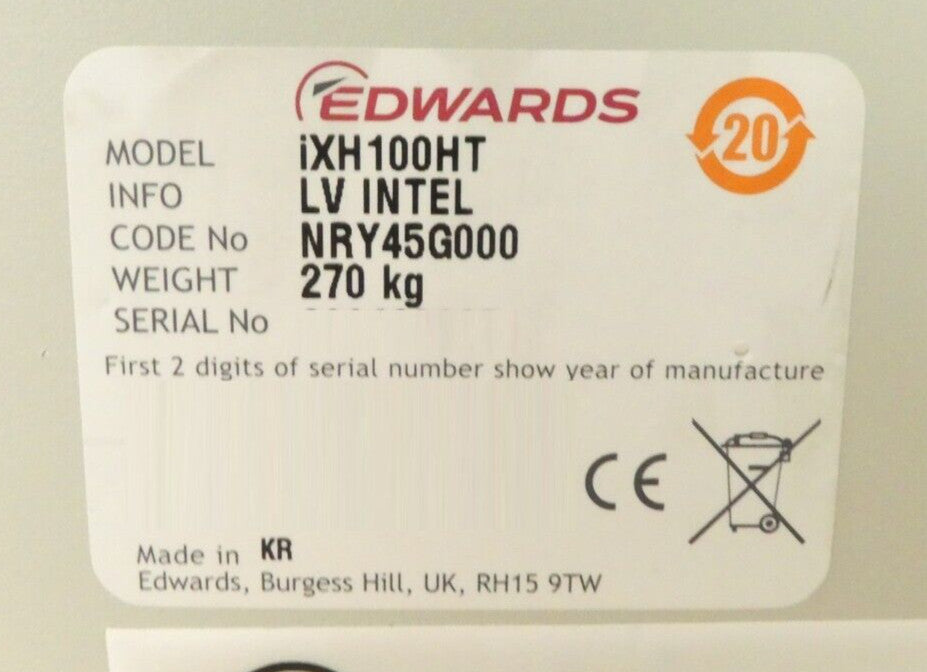 EDWARDS
20
MODEL iXH100HT
INFO LV INTEL
CODE No NRY45G000
WEIGHT 270 kg
SERIAL No
First 2 digits of serial number show year of manufacture
CE
Made in KR
Edwards, Burgess Hill, UK, RH15 9TW